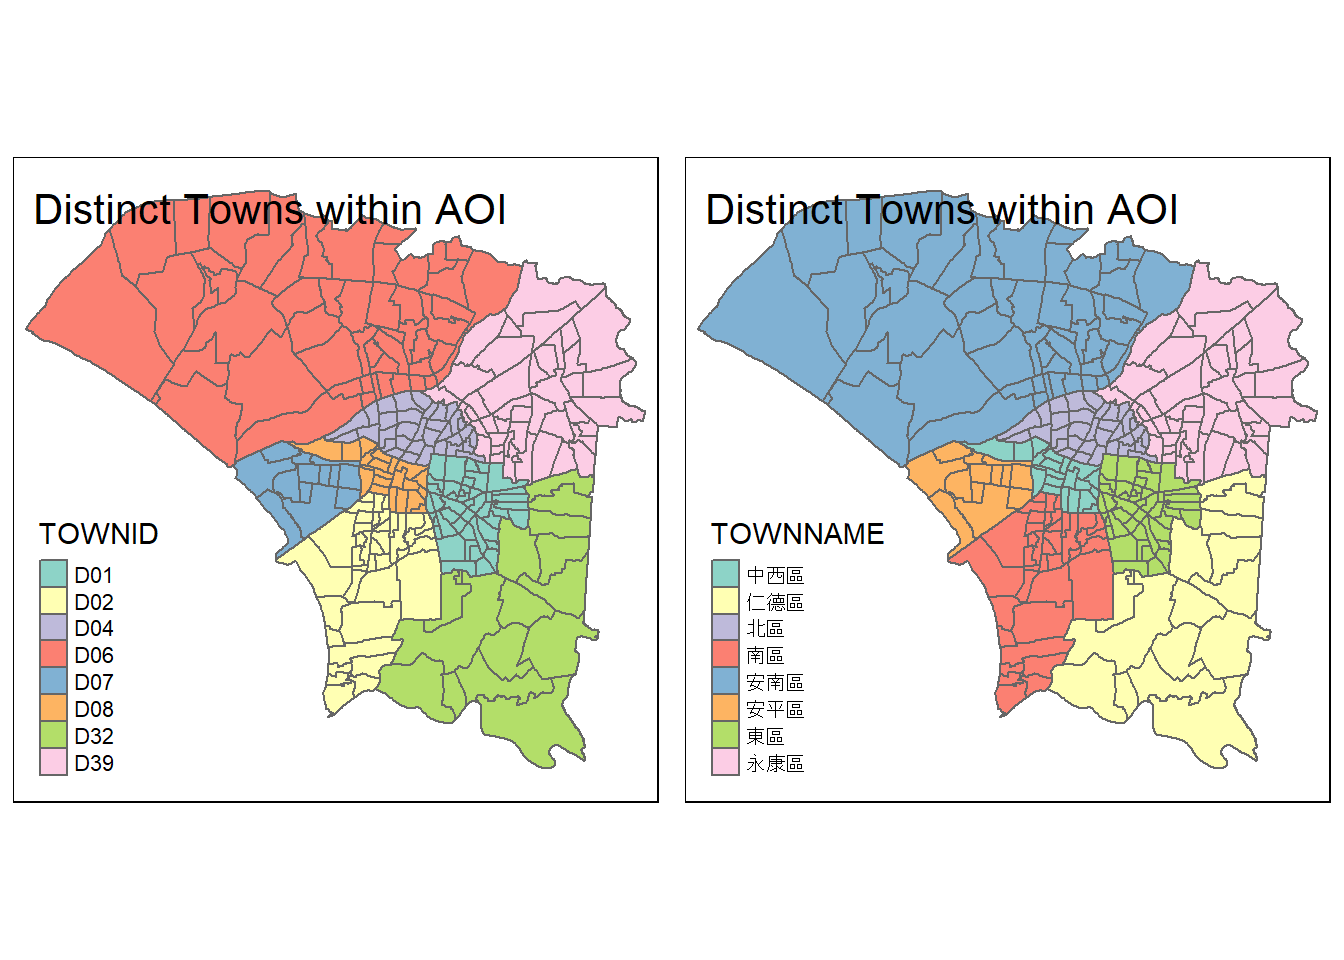 Distinct Towns within AOI
TOWNID
D01
D02
D04
D06
D07
D08
D32
D39
Distinct Towns within AOI
TOWNNAME
中西區
仁德區
北區
南區
安南區
安平區
東區
永康區